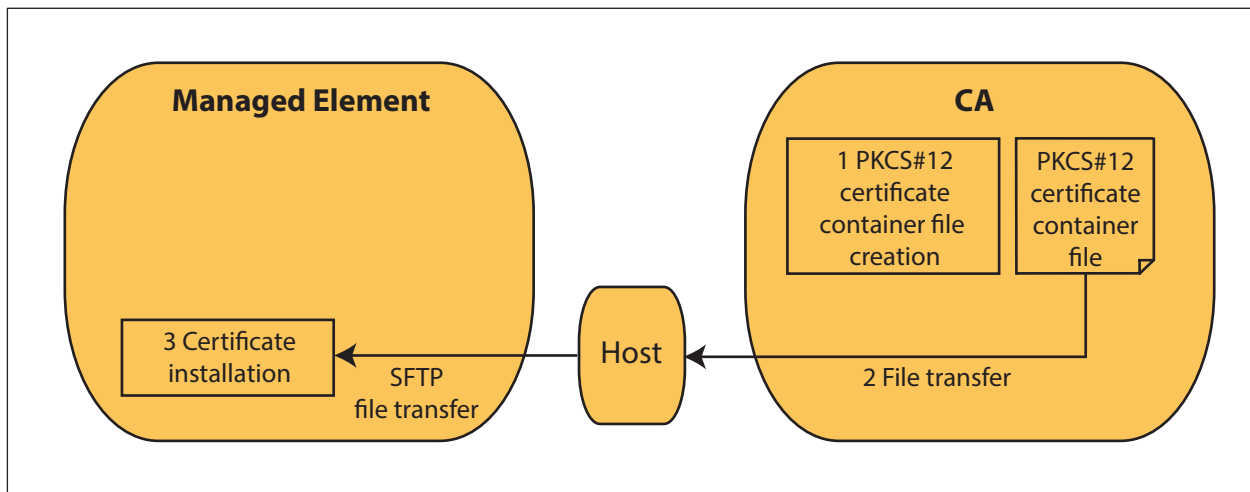 Managed Element
3 Certificate
installation
SFTP
file transfer
Host
CA
1 PKCS#12
certificate
container file
creation
PKCS#12
certificate
container
file
2 File transfer